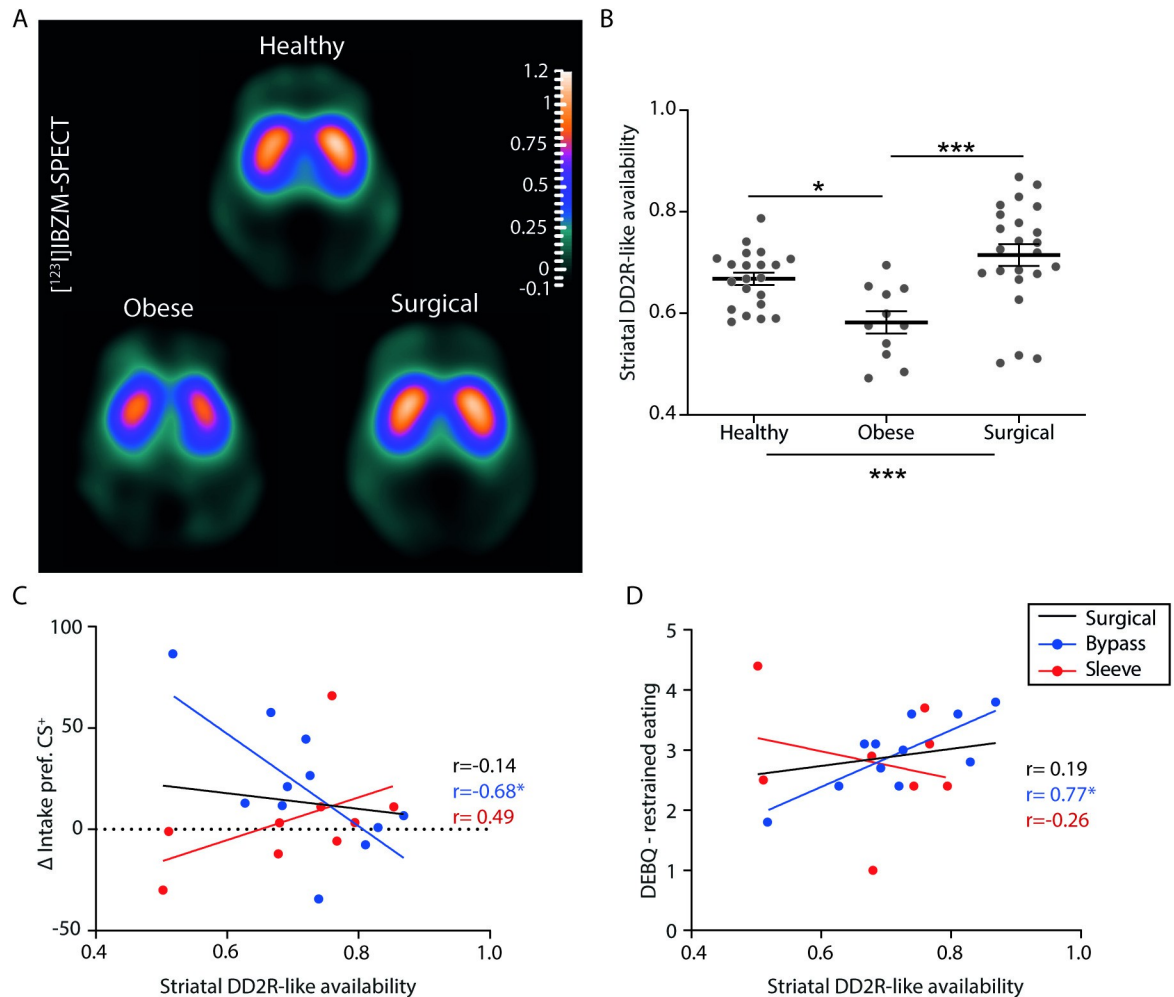 A
Healthy
[¹²³I]IBZM-SPECT
1.2
1
0.75
0.5
0.25
0
-0.1
Obese
Surgical
B
Striatal DD2R-like availability
1.0
0.8
0.6
0.4
*
***
Healthy
Obese
Surgical
***
C
Δ Intake pref. CS⁺
100
50
0
-50
r=-0.14
r=-0.68*
r= 0.49
0.4
0.6
0.8
1.0
Striatal DD2R-like availability
D
DEBQ - restrained eating
5
4
3
2
1
0
Surgical
Bypass
Sleeve
r= 0.19
r= 0.77*
r=-0.26
0.4
0.6
0.8
1.0
Striatal DD2R-like availability